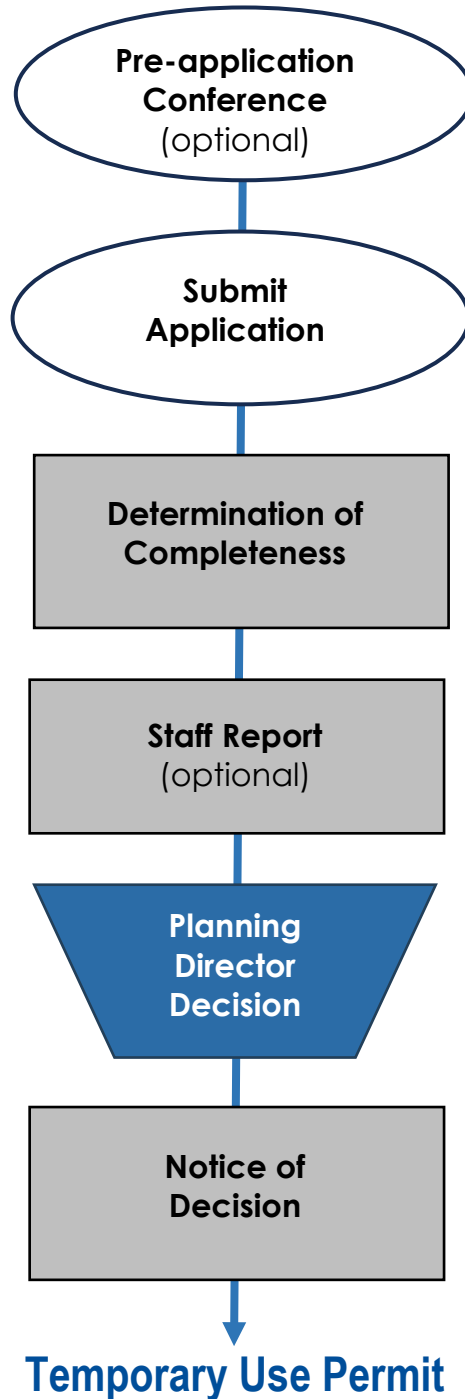 Pre-application
Conference
(optional)
Submit
Application
Determination of
Completeness
Staff Report
(optional)
Planning
Director
Decision
Notice of
Decision
Temporary Use Permit